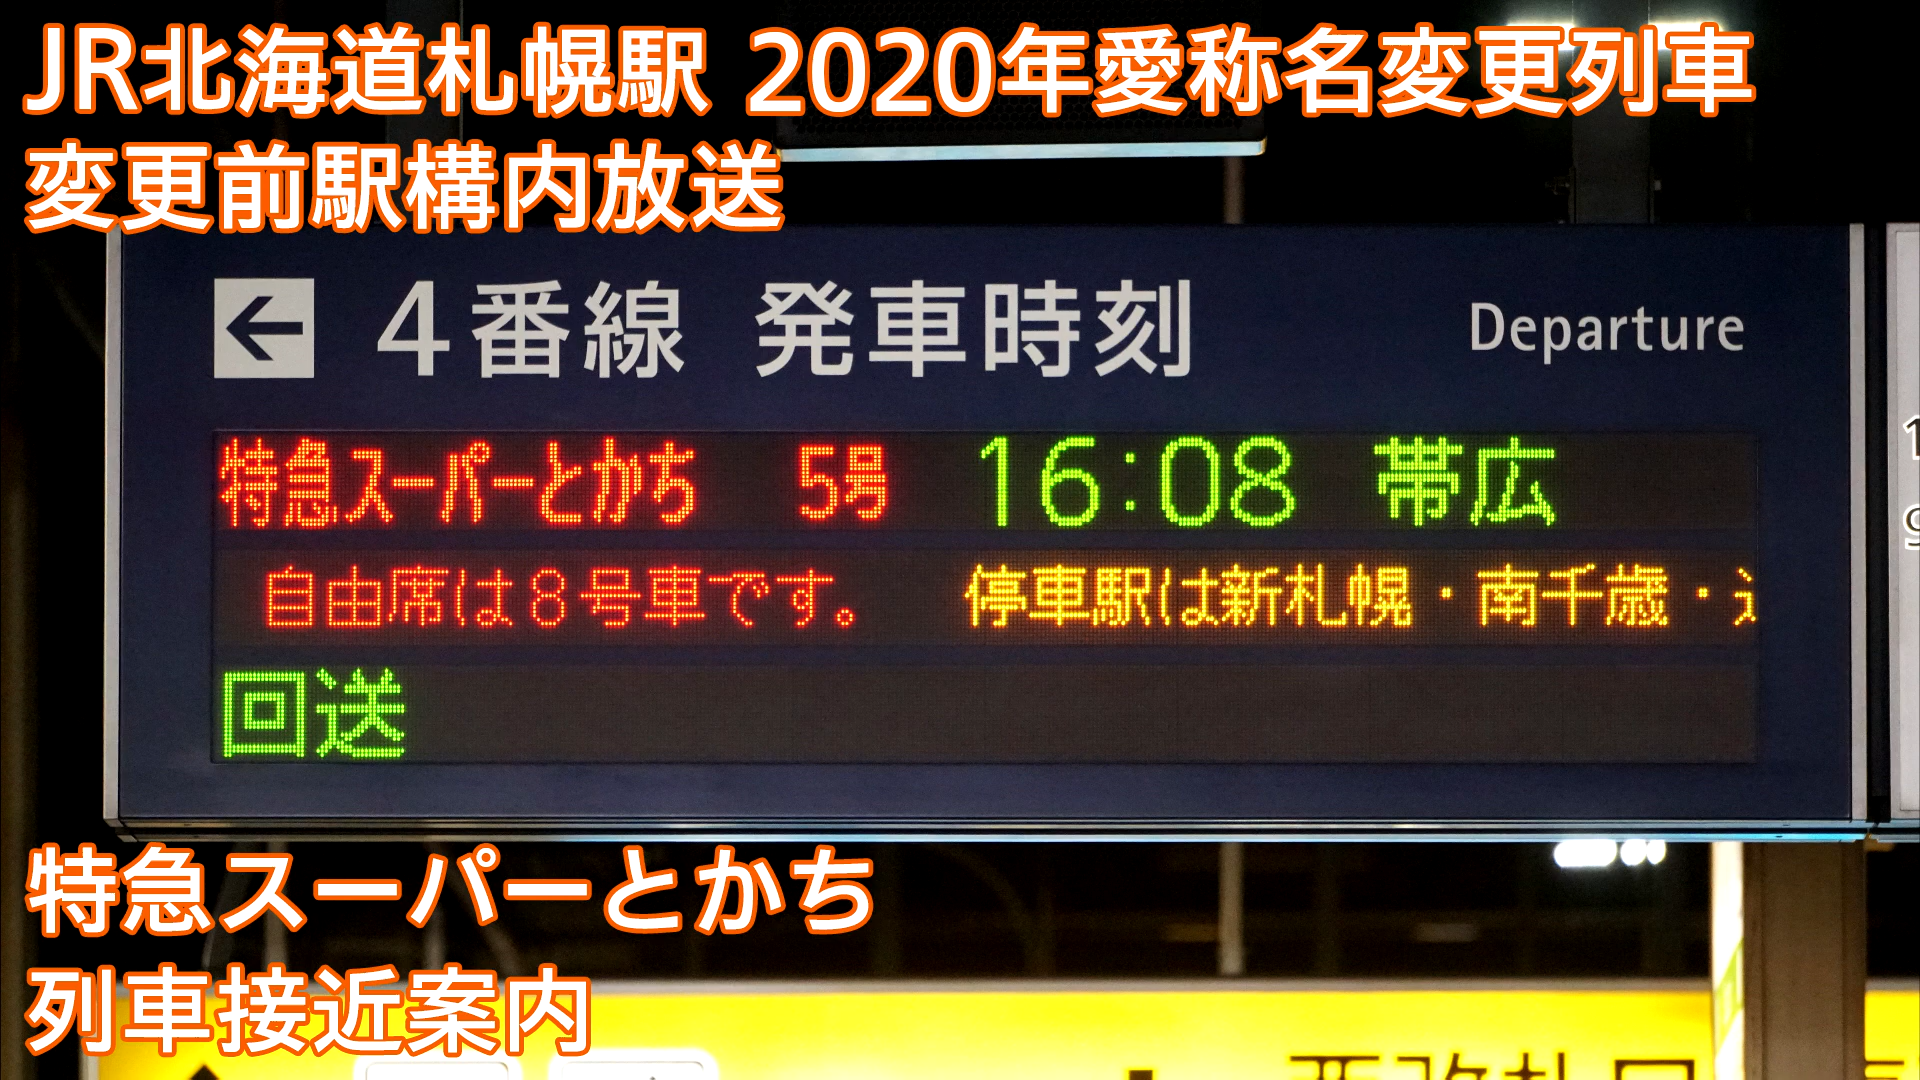 JR北海道札幌駅 2020年愛称名変更列車
変更前駅構内放送
← 4番線 発車時刻 Departure
特急スーパーとかち 5号 16:08 帯広
自由席は8号車です。 停車駅は新札幌・南千歳・
回送
特急スーパーとかち
列車接近案内